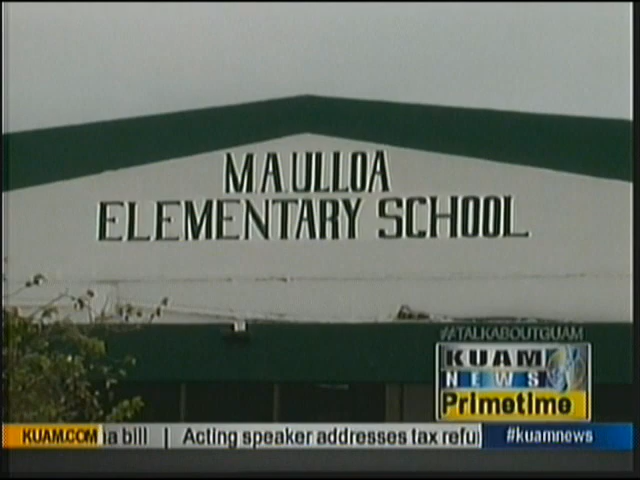 MAULLOA
ELEMENTARY SCHOOL
#TALKABOUTGUAM
KUAM
NEWS
Primetime
KUAM.COM a bill | Acting speaker addresses tax refu #kuamnews